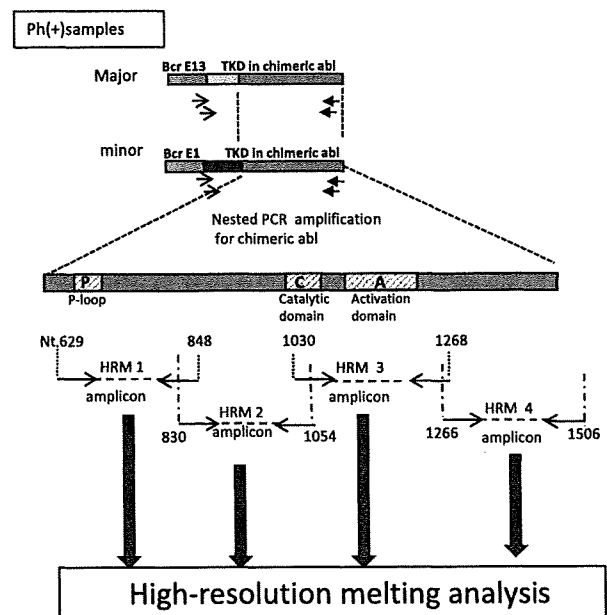 Ph(+)samples
Bcr E13 TKD in chimeric abl
Major
Bcr E1 TKD in chimeric abl
minor
Nested PCR amplification
for chimeric abl
P C A
P-loop Catalytic Activation
domain domain
Nt.629 848 1030 1268
HRM 1 HRM 3
amplicon amplicon
HRM 2 HRM 4
830 amplicon 1054 1266 amplicon 1506
High-resolution melting analysis